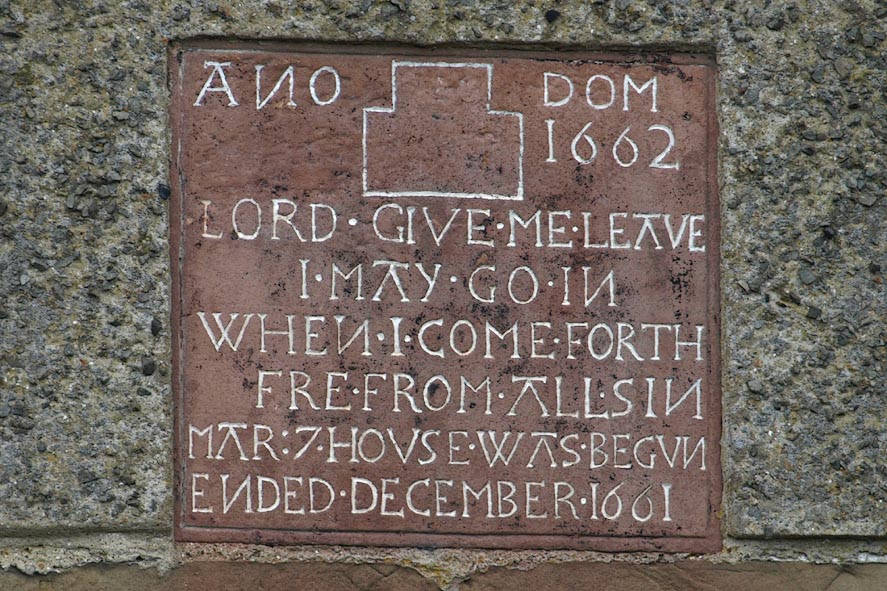 ANO DOM
1662
LORD·GIVE·ME·LEAVE
I·MAY·GO·IN
WHEN·I·COME·FORTH
FRE·FROM·ALL·SIN
MAR:7·HOVSE·WAS·BEGUN
ENDED·DECEMBER·1661